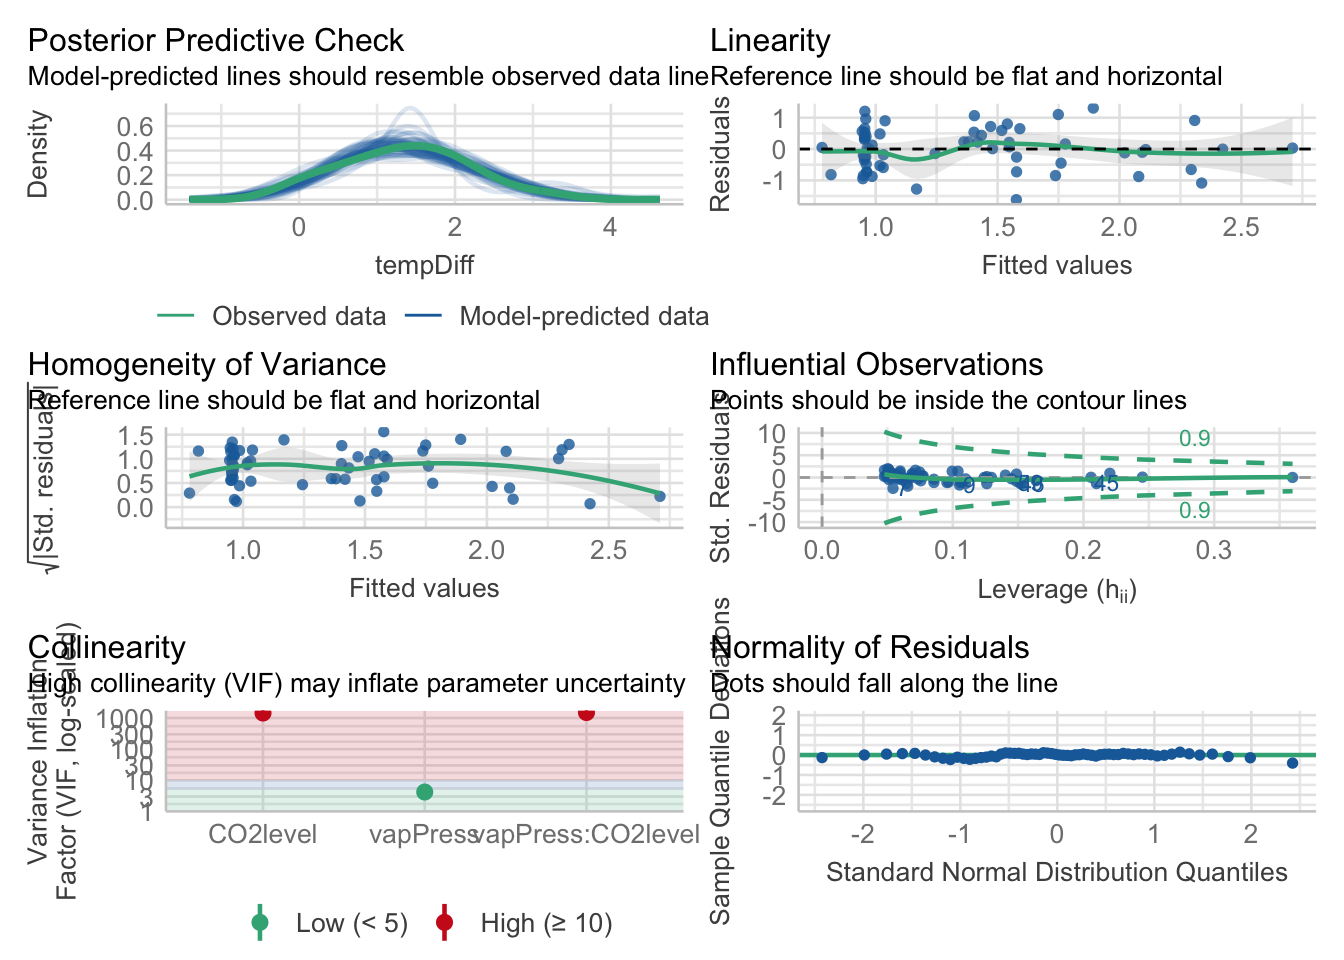 Posterior Predictive Check
Model-predicted lines should resemble observed data line
Density
0.6
0.4
0.2
0.0
0 2 4
tempDiff
Observed data Model-predicted data
Linearity
Reference line should be flat and horizontal
Residuals
1
0
-1
1.0 1.5 2.0 2.5
Fitted values
Homogeneity of Variance
Reference line should be flat and horizontal
√|Std. residuals|
1.5
1.0
0.5
0.0
1.0 1.5 2.0 2.5
Fitted values
Influential Observations
Points should be inside the contour lines
Std. Residuals
10
5
0
-5
-10
0.9
45
0.9
0.0 0.1 0.2 0.3
Leverage (hii)
Collinearity
High collinearity (VIF) may inflate parameter uncertainty
Variance Inflation
Factor (VIF, log-scaled)
1000
300
100
30
10
3
1
CO2level vapPress vapPress:CO2level
Low (< 5) High (≥ 10)
Normality of Residuals
Dots should fall along the line
Sample Quantile Deviations
2
1
0
-1
-2
-2 -1 0 1 2
Standard Normal Distribution Quantiles